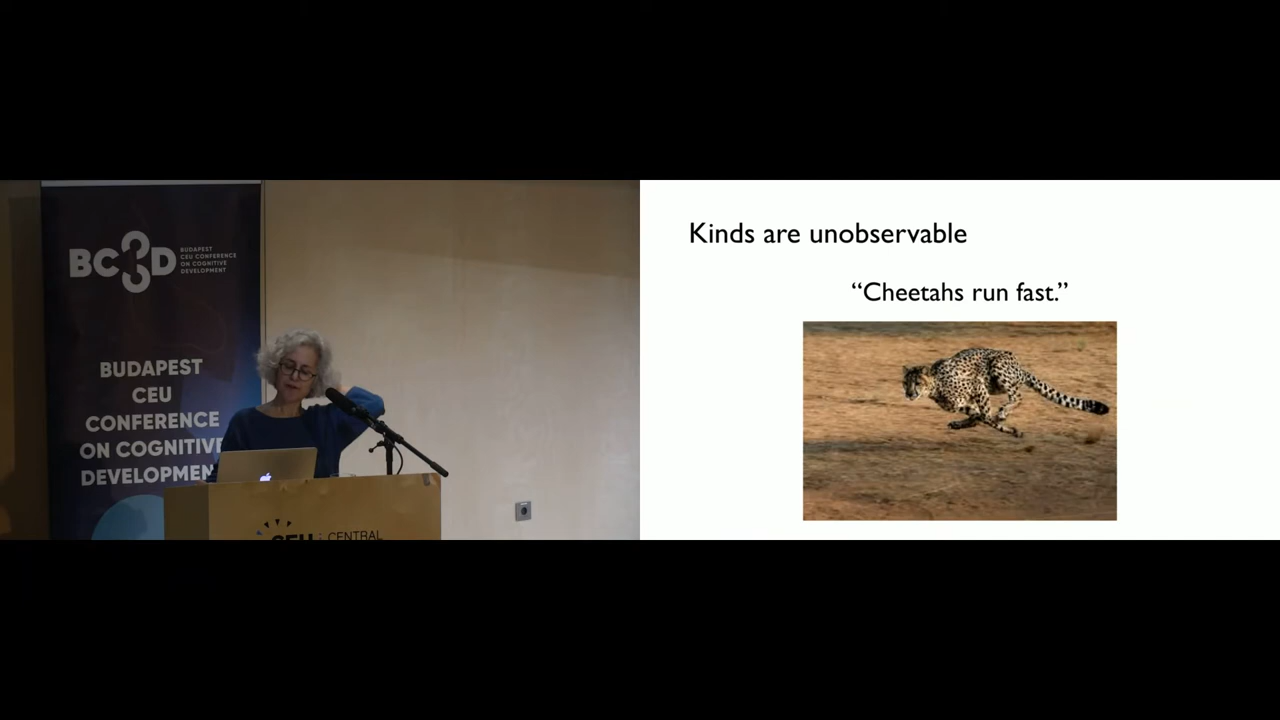 BC3D
BUDAPEST
CEU CONFERENCE
ON COGNITIVE
DEVELOPMENT
BUDAPEST
CEU
CONFERENCE
ON COGNITIVE
DEVELOPMEN
CEU
CENTRAL
Kinds are unobservable
“Cheetahs run fast.”